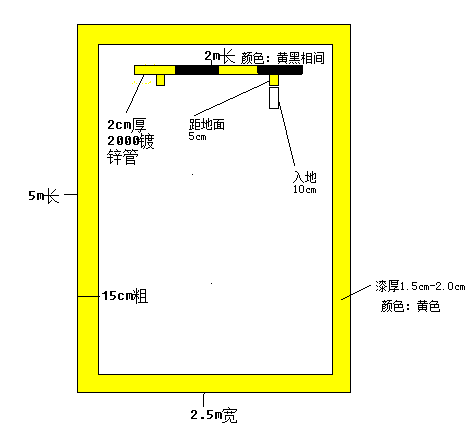 2m长 颜色：黄黑相间
2cm厚
2000镀
锌管
距地面
5cm
入地
10cm
5m长
15cm粗
漆厚1.5cm-2.0cm
颜色：黄色
2.5m宽